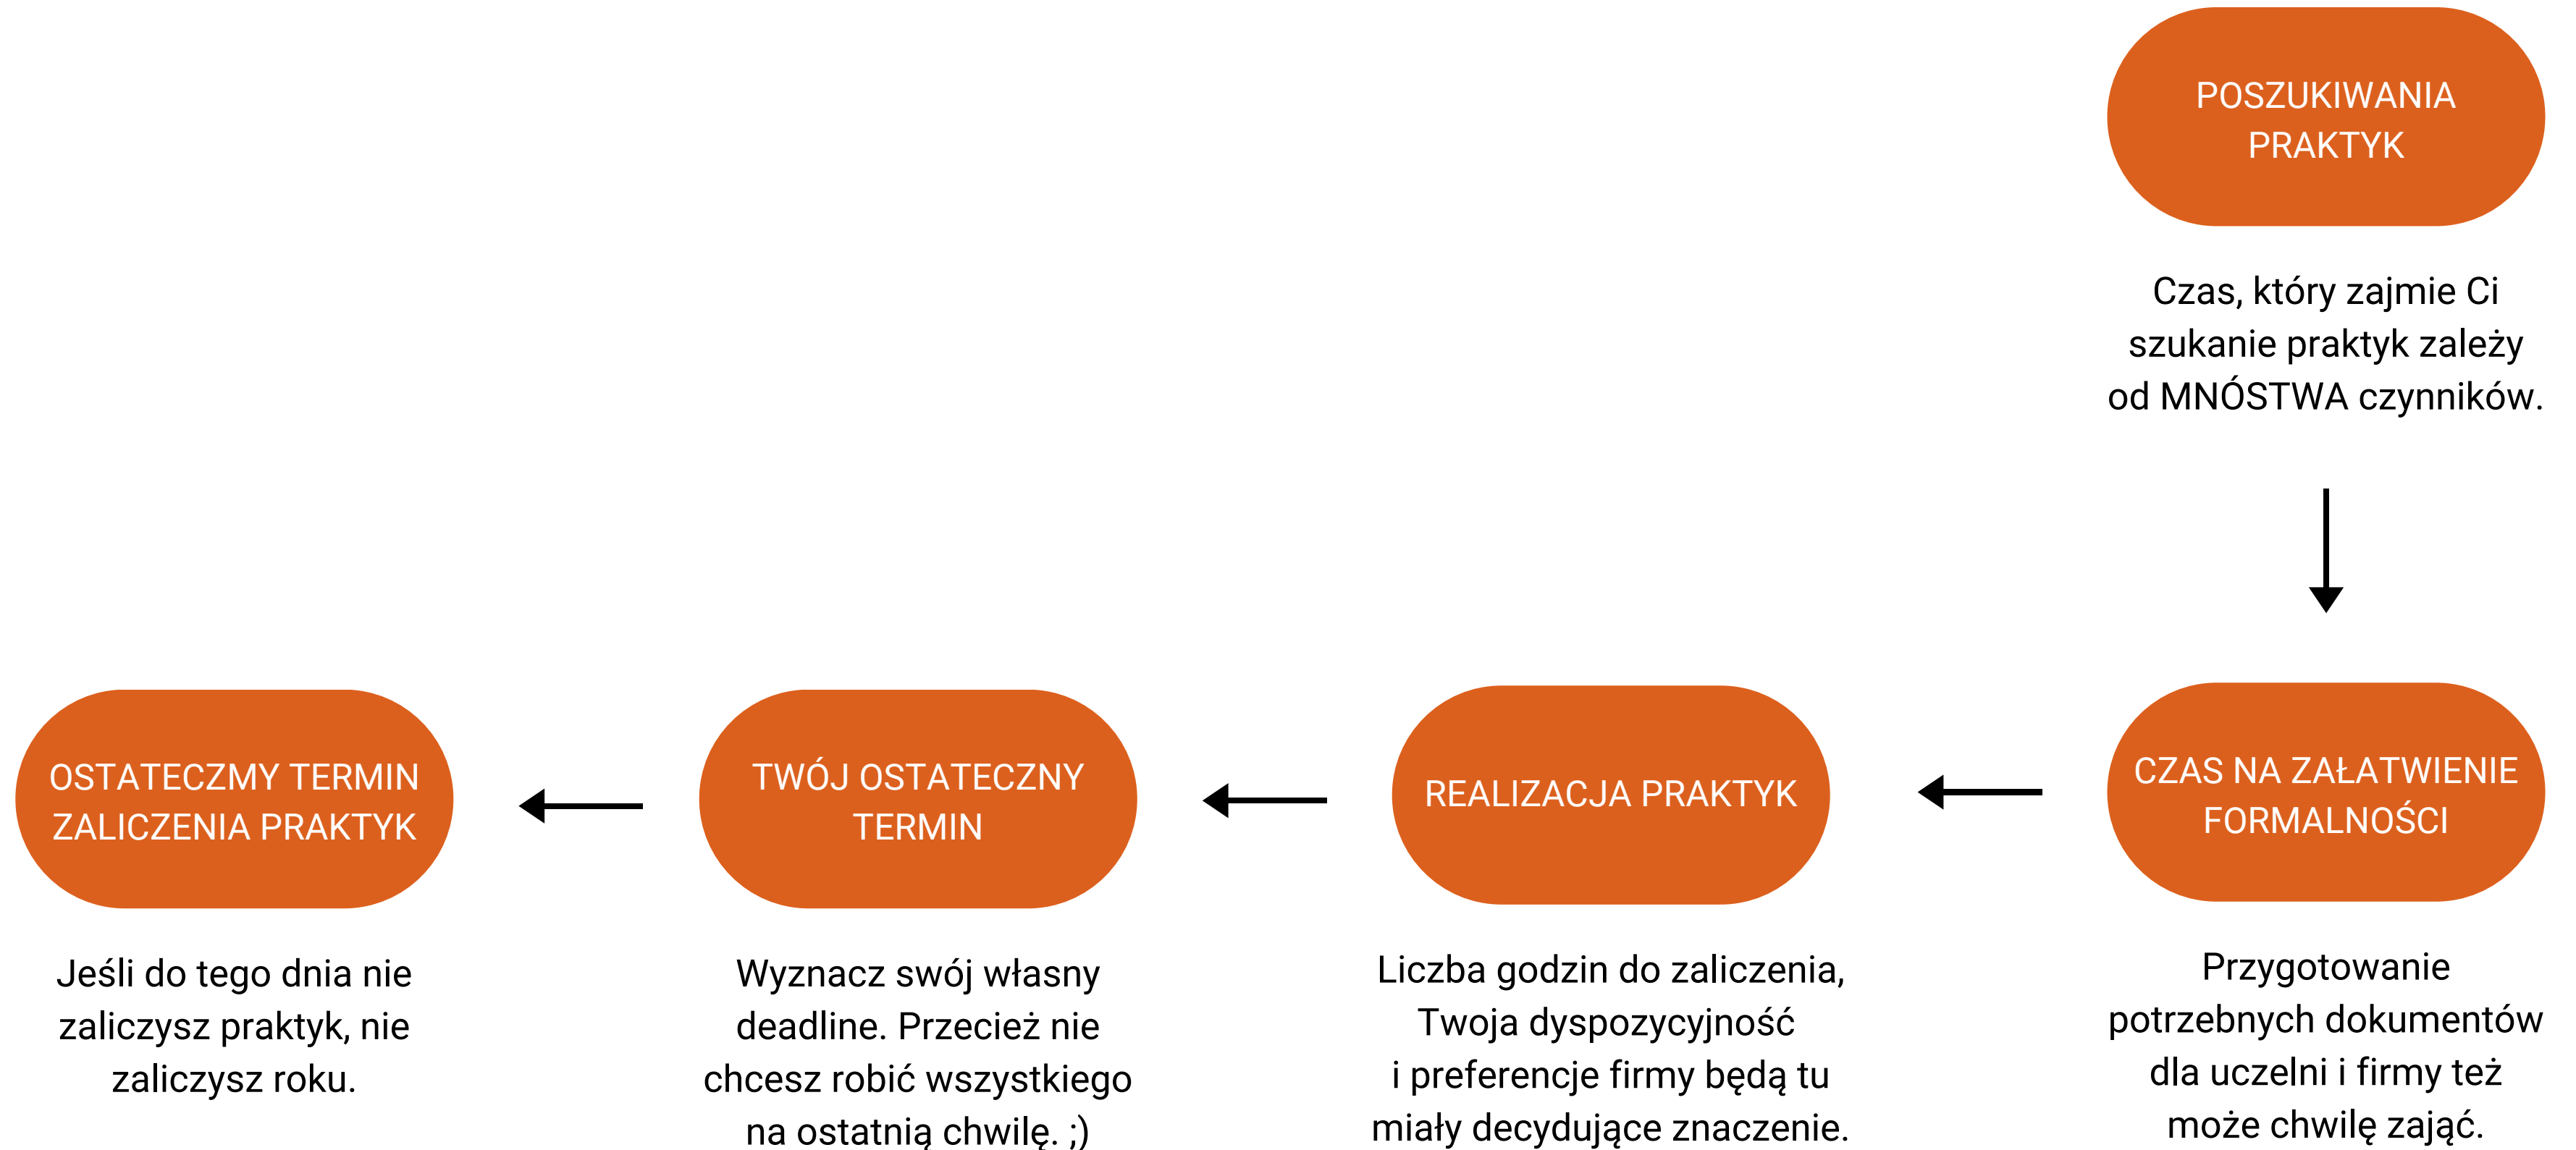 POSZUKIWANIA
PRAKTYK
Czas, który zajmie Ci
szukanie praktyk zależy
od MNÓSTWA czynników.
OSTATECZMY TERMIN
ZALICZENIA PRAKTYK
Jeśli do tego dnia nie
zaliczysz praktyk, nie
zaliczysz roku.
TWÓJ OSTATECZNY
TERMIN
Wyznacz swój własny
deadline. Przecież nie
chcesz robić wszystkiego
na ostatnią chwilę. ;)
REALIZACJA PRAKTYK
Liczba godzin do zaliczenia,
Twoja dyspozycyjność
i preferencje firmy będą tu
miały decydujące znaczenie.
CZAS NA ZAŁATWIENIE
FORMALNOŚCI
Przygotowanie
potrzebnych dokumentów
dla uczelni i firmy też
może chwilę zająć.